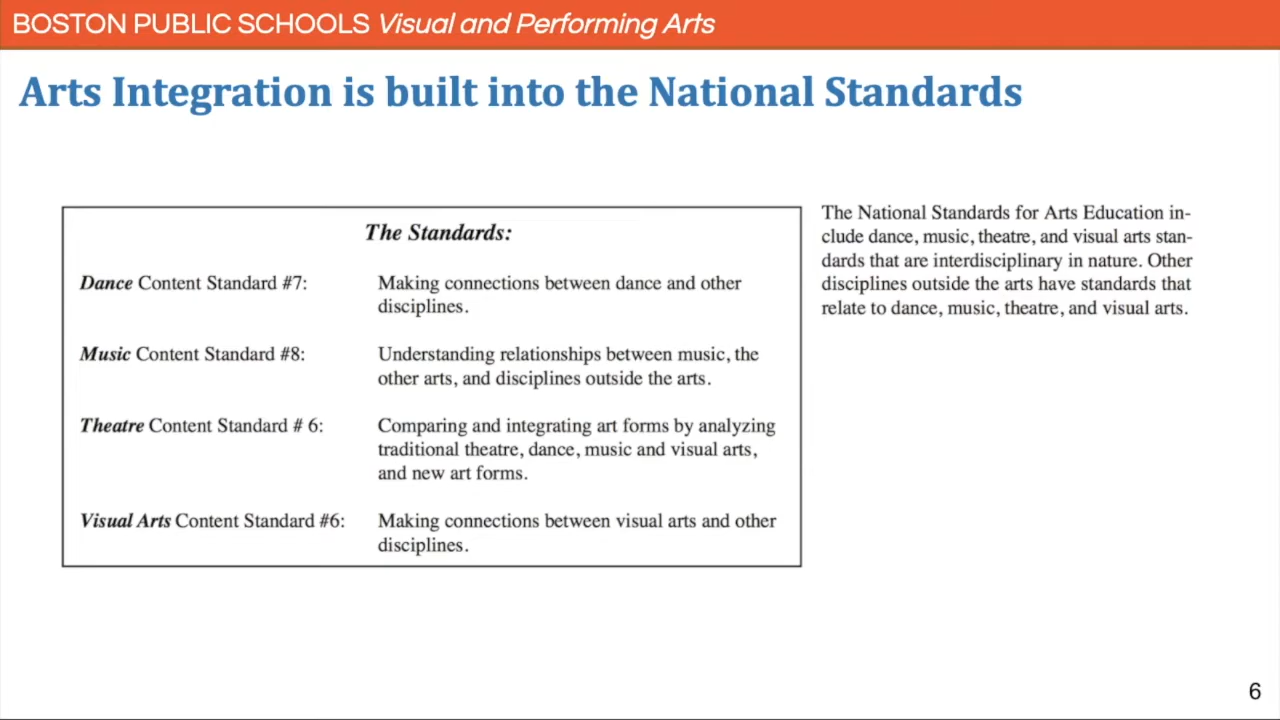 BOSTON PUBLIC SCHOOLS Visual and Performing Arts
Arts Integration is built into the National Standards
The Standards:
Dance Content Standard #7:
Making connections between dance and other
disciplines.
Music Content Standard #8:
Understanding relationships between music, the
other arts, and disciplines outside the arts.
Theatre Content Standard # 6:
Comparing and integrating art forms by analyzing
traditional theatre, dance, music and visual arts,
and new art forms.
Visual Arts Content Standard #6:
Making connections between visual arts and other
disciplines.
The National Standards for Arts Education in-
clude dance, music, theatre, and visual arts stan-
dards that are interdisciplinary in nature. Other
disciplines outside the arts have standards that
relate to dance, music, theatre, and visual arts.
6